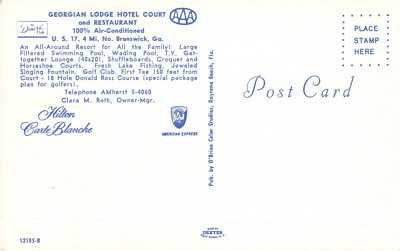 GEORGIAN LODGE HOTEL COURT
and RESTAURANT
100% Air-Conditioned
U. S. 17, 4 Mi. No. Brunswick, Ga.
An All-Around Resort for All the Family! Large
Filtered Swimming Pool, Wading Pool, T.V., Get-
together Lounge (40x20), Shuffleboards, Croquet and
Horseshoe Courts. Fresh Lake Fishing, Jeweled
Singing Fountain. Golf Club, First Tee 150 feet from
Court - 18 Hole Donald Ross Course (special package
plan for golfers).
Telephone AMherst 5-4060
Clara M. Roth, Owner-Mgr.
Diners'
AAA
Hilton
Carte Blanche
AMERICAN EXPRESS
12185-B
Pub. by O'Brien Color Studios, Daytona Beach, Fla.
Post Card
PLACE
STAMP
HERE
DEXTER